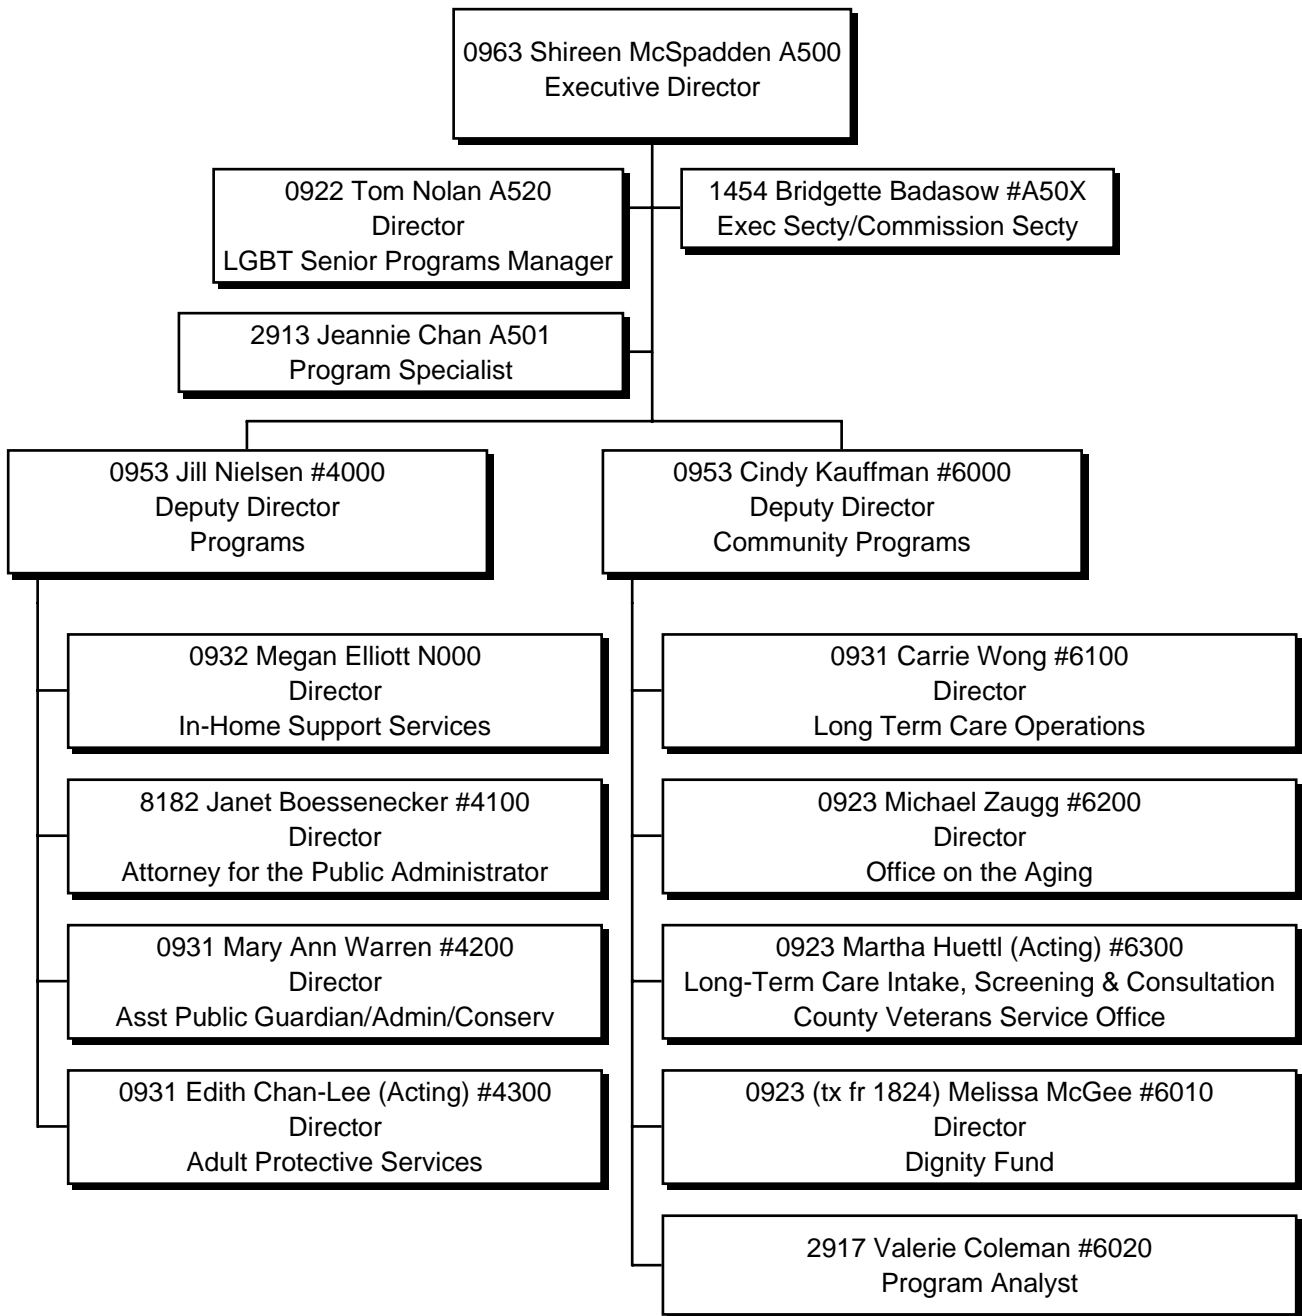 0963 Shireen McSpadden A500
Executive Director
0922 Tom Nolan A520
Director
LGBT Senior Programs Manager
1454 Bridgette Badasow #A50X
Exec Secty/Commission Secty
2913 Jeannie Chan A501
Program Specialist
0953 Jill Nielsen #4000
Deputy Director
Programs
0932 Megan Elliott N000
Director
In-Home Support Services
8182 Janet Boessenecker #4100
Director
Attorney for the Public Administrator
0931 Mary Ann Warren #4200
Director
Asst Public Guardian/Admin/Conserv
0931 Edith Chan-Lee (Acting) #4300
Director
Adult Protective Services
0953 Cindy Kauffman #6000
Deputy Director
Community Programs
0931 Carrie Wong #6100
Director
Long Term Care Operations
0923 Michael Zaugg #6200
Director
Office on the Aging
0923 Martha Huettl (Acting) #6300
Long-Term Care Intake, Screening & Consultation
County Veterans Service Office
0923 (tx fr 1824) Melissa McGee #6010
Director
Dignity Fund
2917 Valerie Coleman #6020
Program Analyst